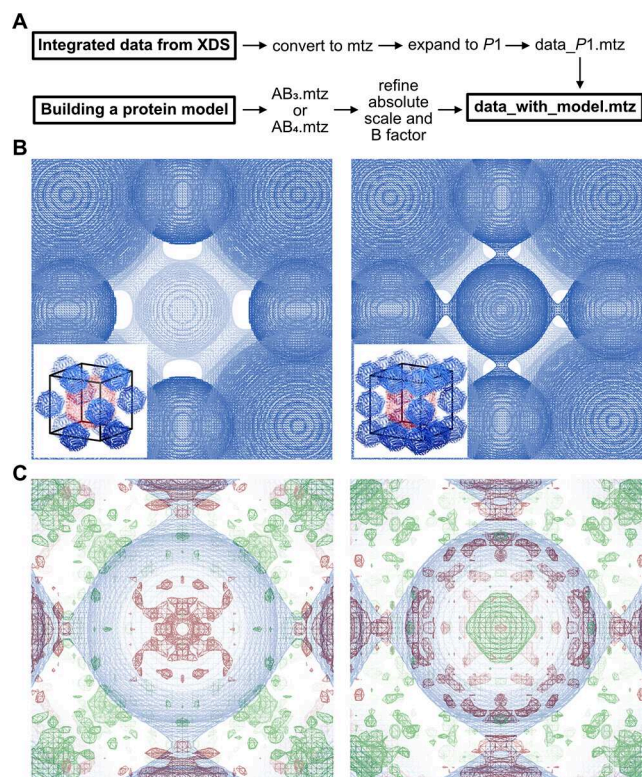 A
Integrated data from XDS → convert to mtz → expand to P1 → data_P1.mtz
Building a protein model → AB₃.mtz or AB₄.mtz → refine absolute scale and B factor → data_with_model.mtz
B
C